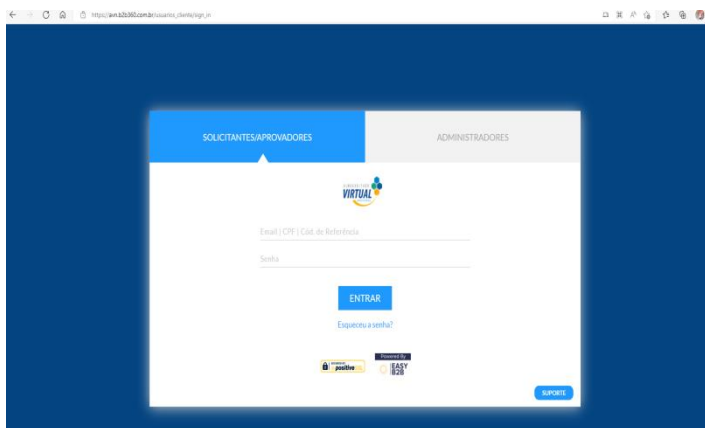 https://avn.b2b360.com.br/usuarios_cliente/sign_in
SOLICITANTES/APROVADORES
ADMINISTRADORES
VIRTUAL
Email | CPF | Cód. de Referência
Senha
ENTRAR
Esqueceu a senha?
Powered By
positive
EASY
B2B
SUPORTE